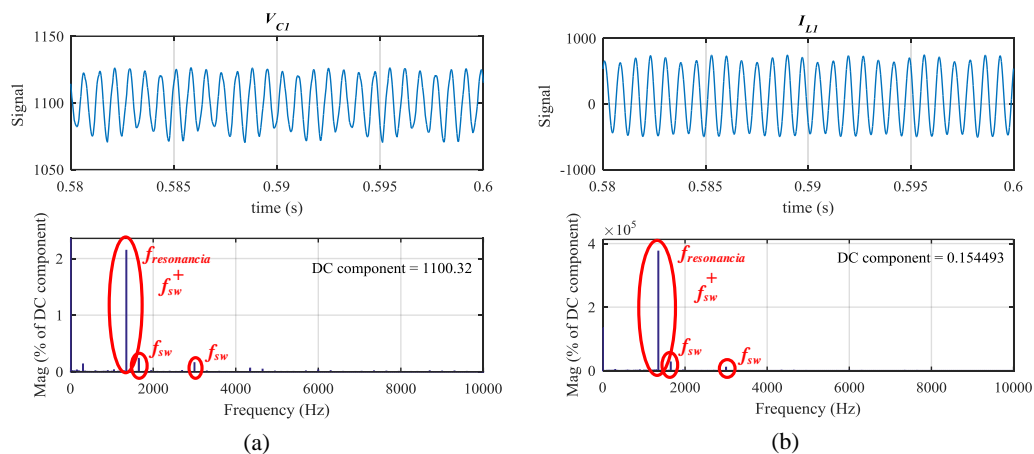 V_C1
1150
1100
1050
Signal
0.58 0.585 0.59 0.595 0.6
time (s)
2
1
0
Mag (% of DC component)
f_resonancia
+
f_sw
DC component = 1100.32
f_sw
f_sw
0 2000 4000 6000 8000 10000
Frequency (Hz)
(a)
I_L1
1000
0
-1000
Signal
0.58 0.585 0.59 0.595 0.6
time (s)
×10^5
4
2
0
Mag (% of DC component)
f_resonancia
+
f_sw
DC component = 0.154493
f_sw
f_sw
0 2000 4000 6000 8000 10000
Frequency (Hz)
(b)